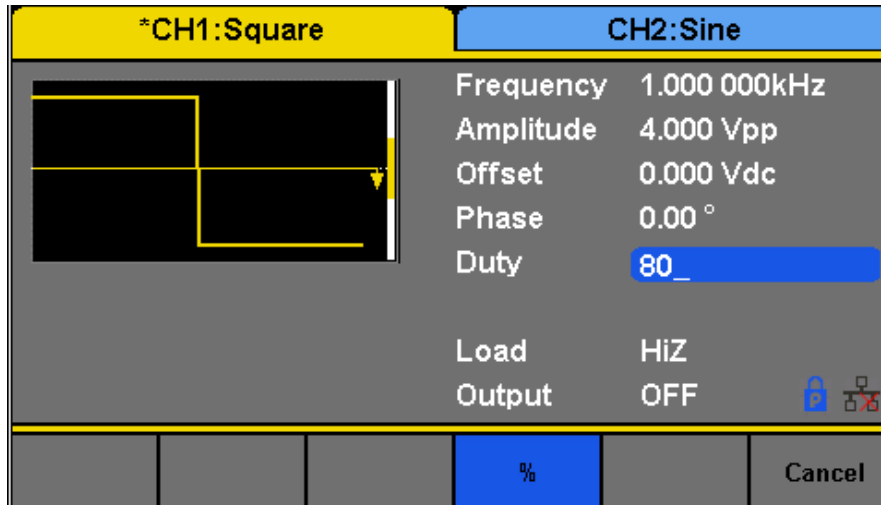 *CH1:Square CH2:Sine
Frequency 1.000 000kHz
Amplitude 4.000 Vpp
Offset 0.000 Vdc
Phase 0.00 °
Duty 80_
Load HiZ
Output OFF P
% Cancel